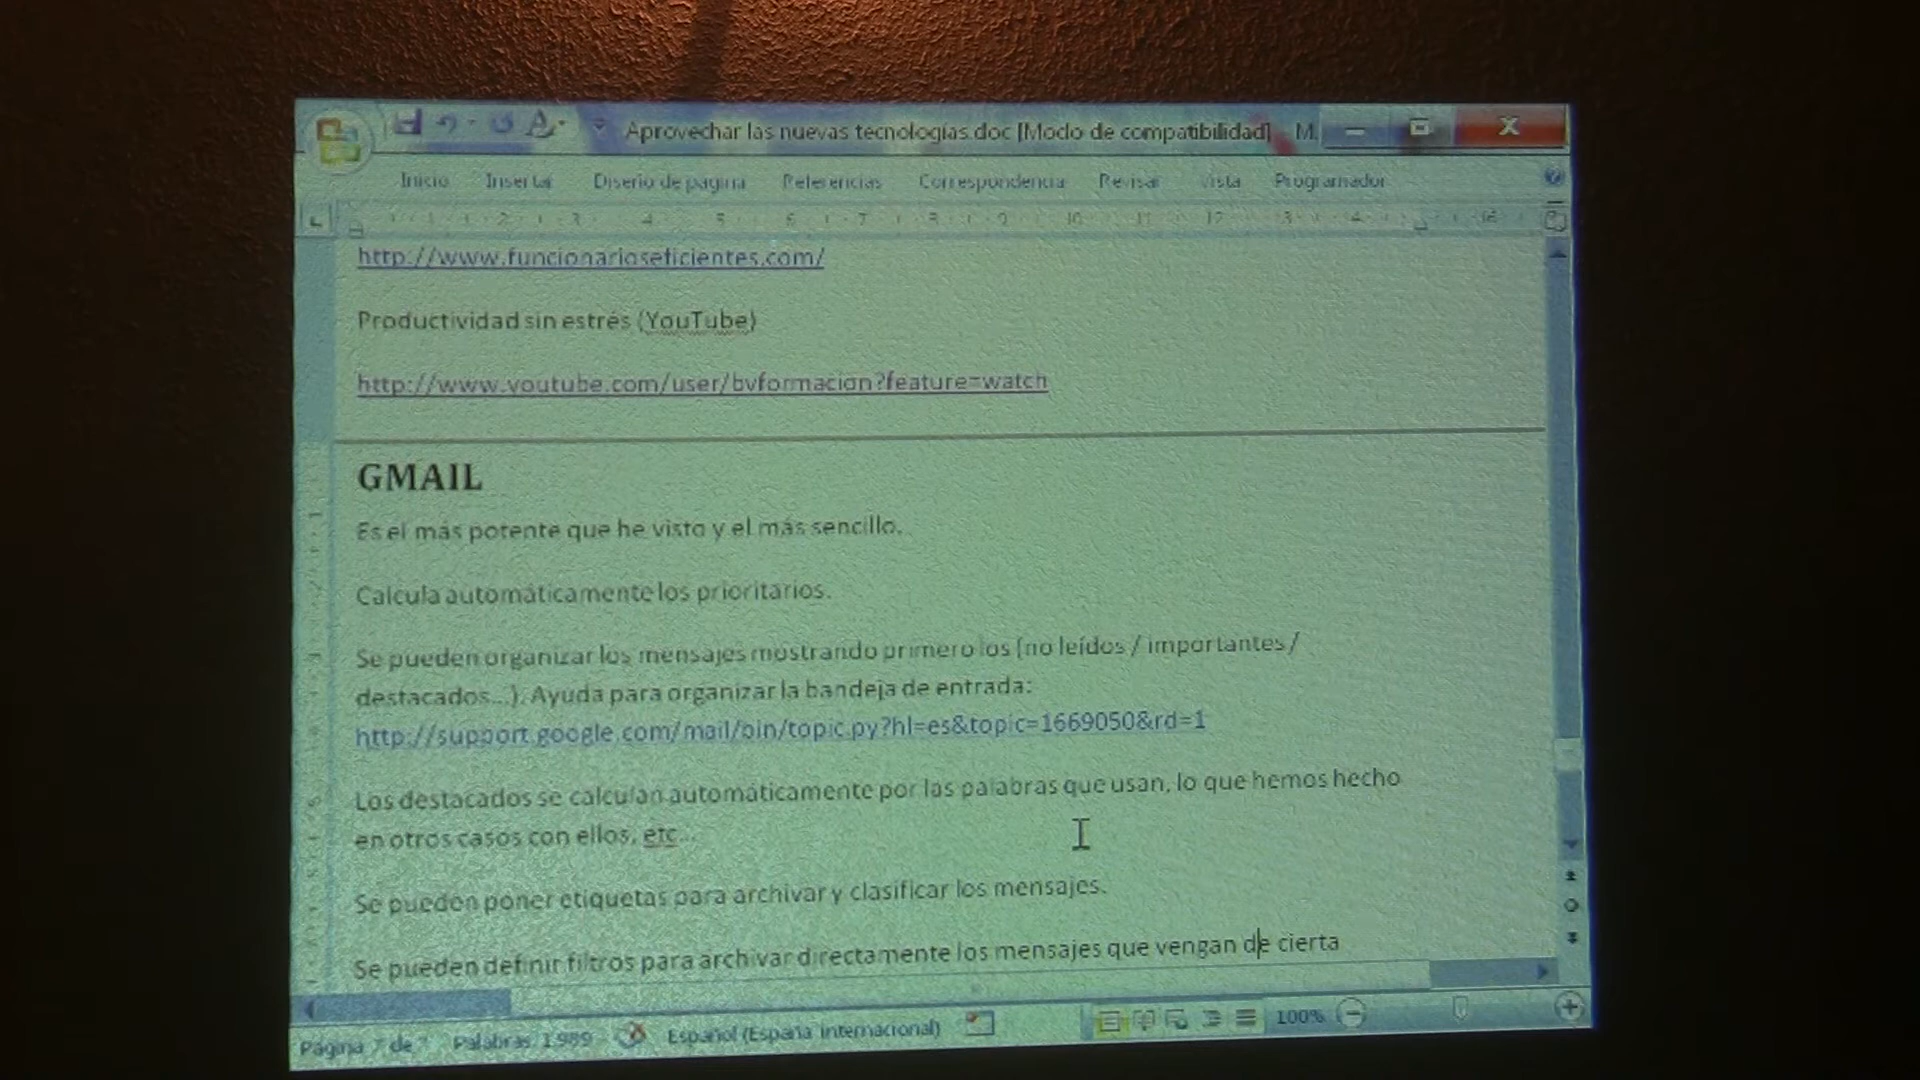 Aprovechar las nuevas tecnologías.doc [Modo de compatibilidad] - M.
Inicio Insertar Diseño de página Referencias Correspondencia Revisar Vista Programador
http://www.funcionarioseficientes.com/
Productividad sin estrés (YouTube)
http://www.youtube.com/user/bvformacion?feature=watch
GMAIL
Es el más potente que he visto y el más sencillo.
Calcula automáticamente los prioritarios.
Se pueden organizar los mensajes mostrando primero los (no leídos / importantes /
destacados...). Ayuda para organizar la bandeja de entrada:
http://support.google.com/mail/bin/topic.py?hl=es&topic=1669050&rd=1
Los destacados se calculan automáticamente por las palabras que usan, lo que hemos hecho
en otros casos con ellos, etc...
Se pueden poner etiquetas para archivar y clasificar los mensajes.
Se pueden definir filtros para archivar directamente los mensajes que vengan de cierta
Página 7 de Palabras: 1.989 Español (España internacional) 100%